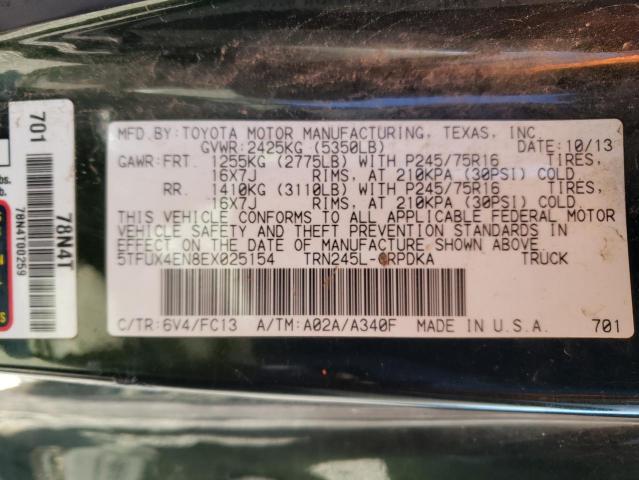 MFD.BY:TOYOTA MOTOR MANUFACTURING, TEXAS, INC.
GVWR:2425KG (5350LB) DATE:10/13
GAWR:FRT. 1255KG (2775LB) WITH P245/75R16 TIRES,
16X7J RIMS, AT 210KPA (30PSI) COLD
RR. 1410KG (3110LB) WITH P245/75R16 TIRES,
16X7J RIMS, AT 210KPA (30PSI) COLD.
THIS VEHICLE CONFORMS TO ALL APPLICABLE FEDERAL MOTOR
VEHICLE SAFETY AND THEFT PREVENTION STANDARDS IN
EFFECT ON THE DATE OF MANUFACTURE SHOWN ABOVE.
5TFUX4EN8EX025154 TRN245L- TRUCK
C/TR:6V4/FC13 A/TM:A02A/A340F MADE IN U.S.A. 701
701
78N4T
78N4T00259
bs.
b.